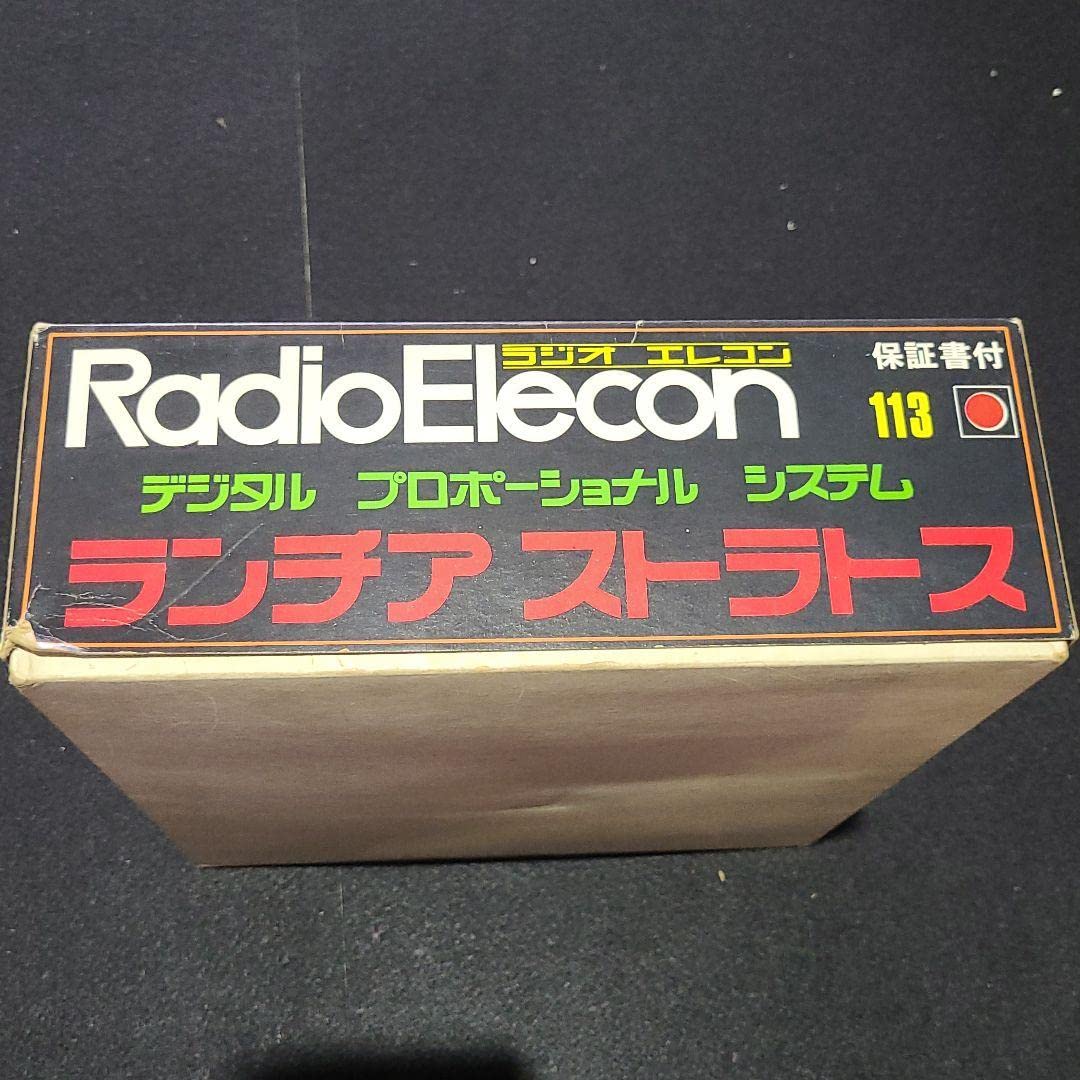 ラジオ エレコン
RadioElecon
保証書付
113
デジタル プロポーショナル システム
ランチア ストラトス